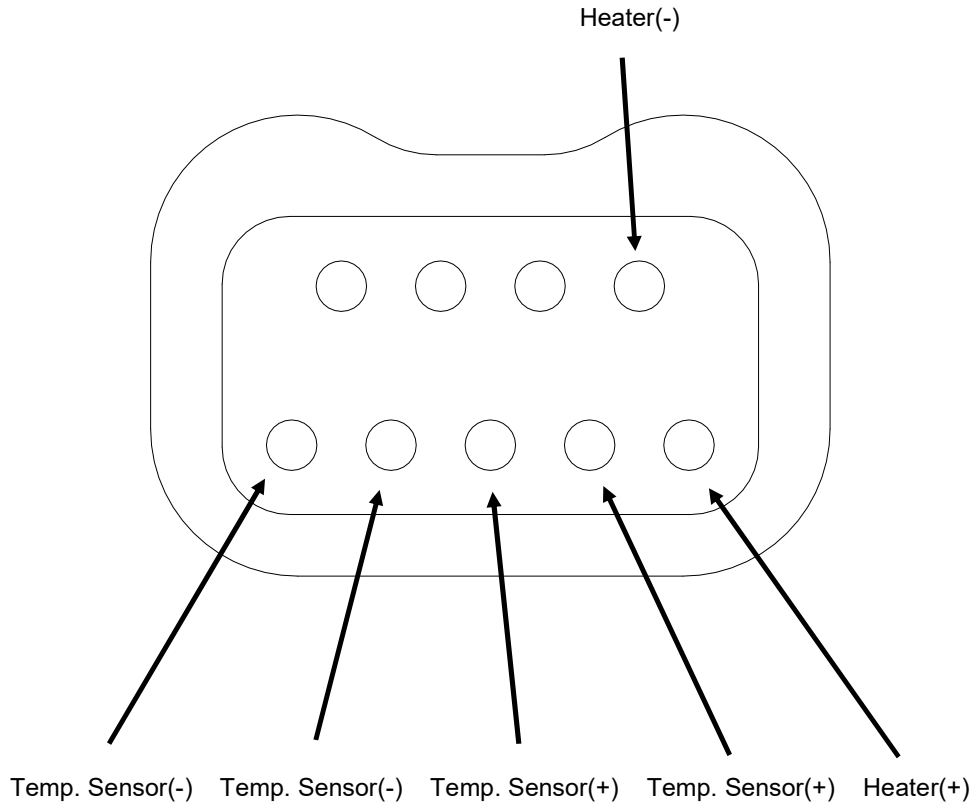 Heater(-)
Temp. Sensor(-) Temp. Sensor(-) Temp. Sensor(+) Temp. Sensor(+) Heater(+)